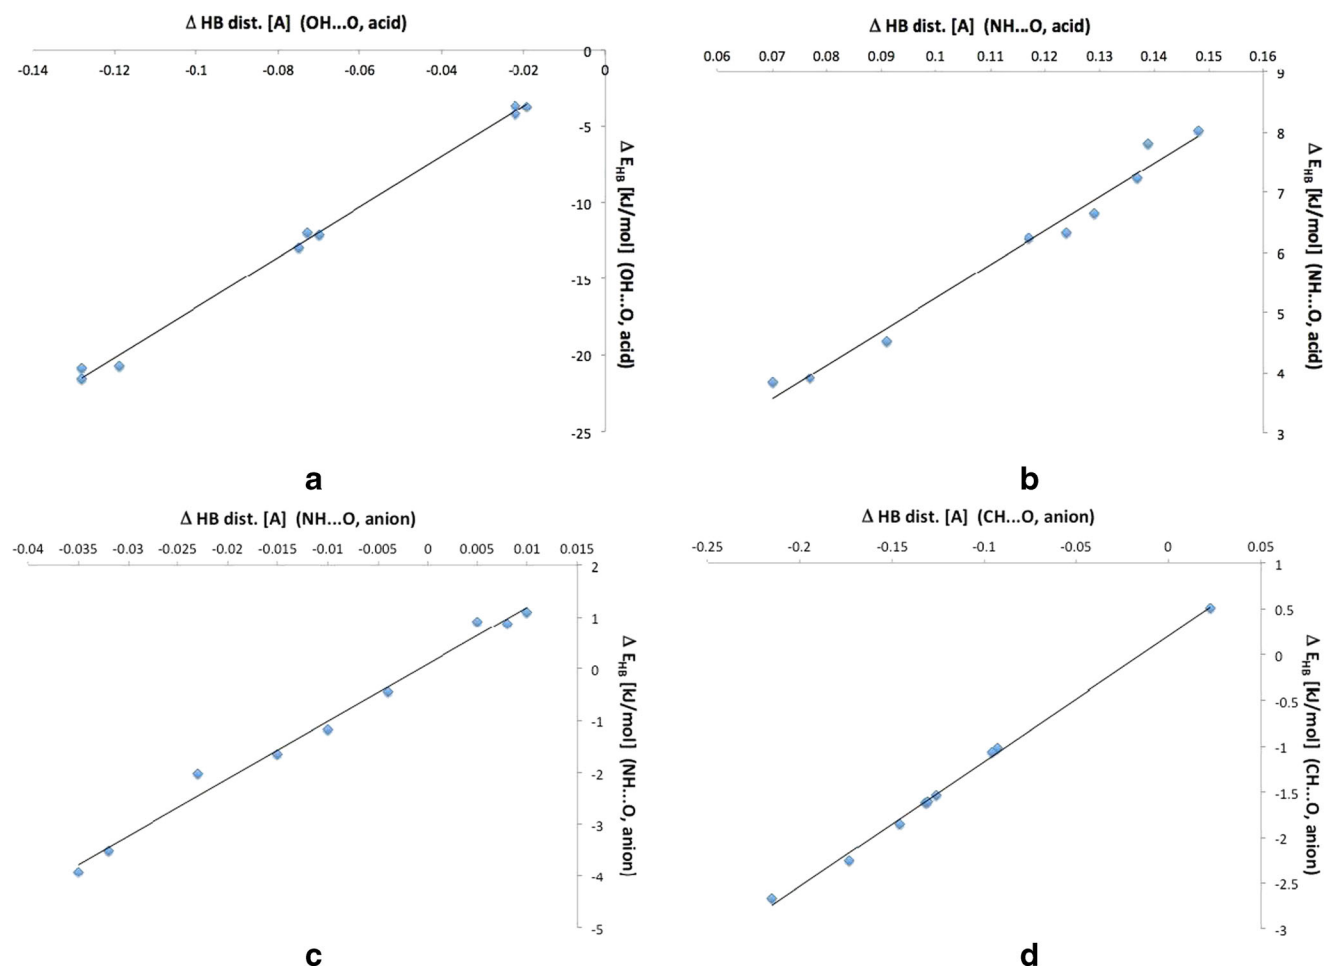 Δ HB dist. [A] (OH...O, acid)
-0.14 -0.12 -0.1 -0.08 -0.06 -0.04 -0.02 0
0
-5
-10
-15
-20
-25
Δ EHB [kJ/mol] (OH...O, acid)
a
Δ HB dist. [A] (NH...O, acid)
0.06 0.07 0.08 0.09 0.1 0.11 0.12 0.13 0.14 0.15 0.16
9
8
7
6
5
4
3
Δ EHB [kJ/mol] (NH...O, acid)
b
Δ HB dist. [A] (NH...O, anion)
-0.04 -0.035 -0.03 -0.025 -0.02 -0.015 -0.01 -0.005 0 0.005 0.01 0.015
2
1
0
-1
-2
-3
-4
-5
Δ EHB [kJ/mol] (NH...O, anion)
c
Δ HB dist. [A] (CH...O, anion)
-0.25 -0.2 -0.15 -0.1 -0.05 0 0.05
1
0.5
0
-0.5
-1
-1.5
-2
-2.5
-3
Δ EHB [kJ/mol] (CH...O, anion)
d